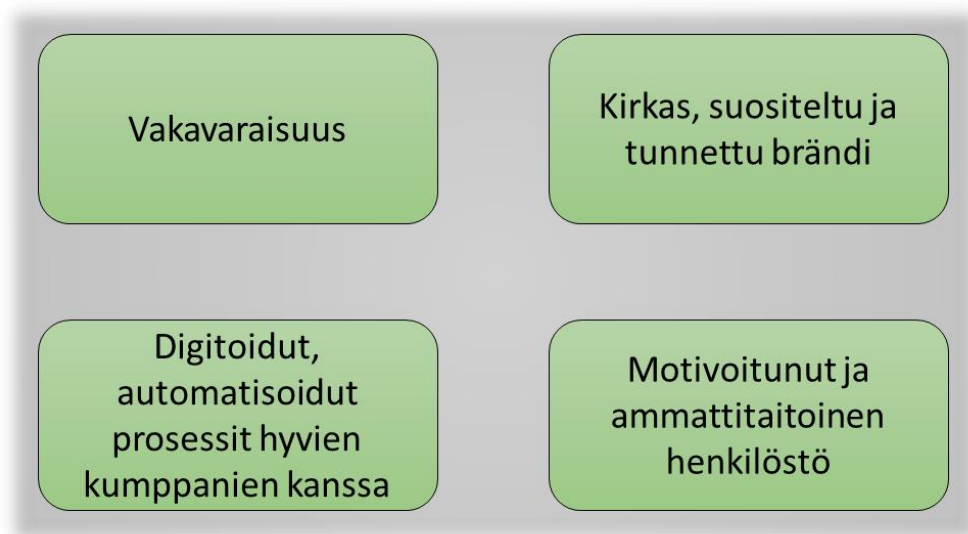 Vakavaraisuus
Kirkas, suositeltu ja
tunnettu brändi
Digitoidut,
automatisoidut
prosessit hyvien
kumppanien kanssa
Motivoitunut ja
ammattitaitoinen
henkilöstö